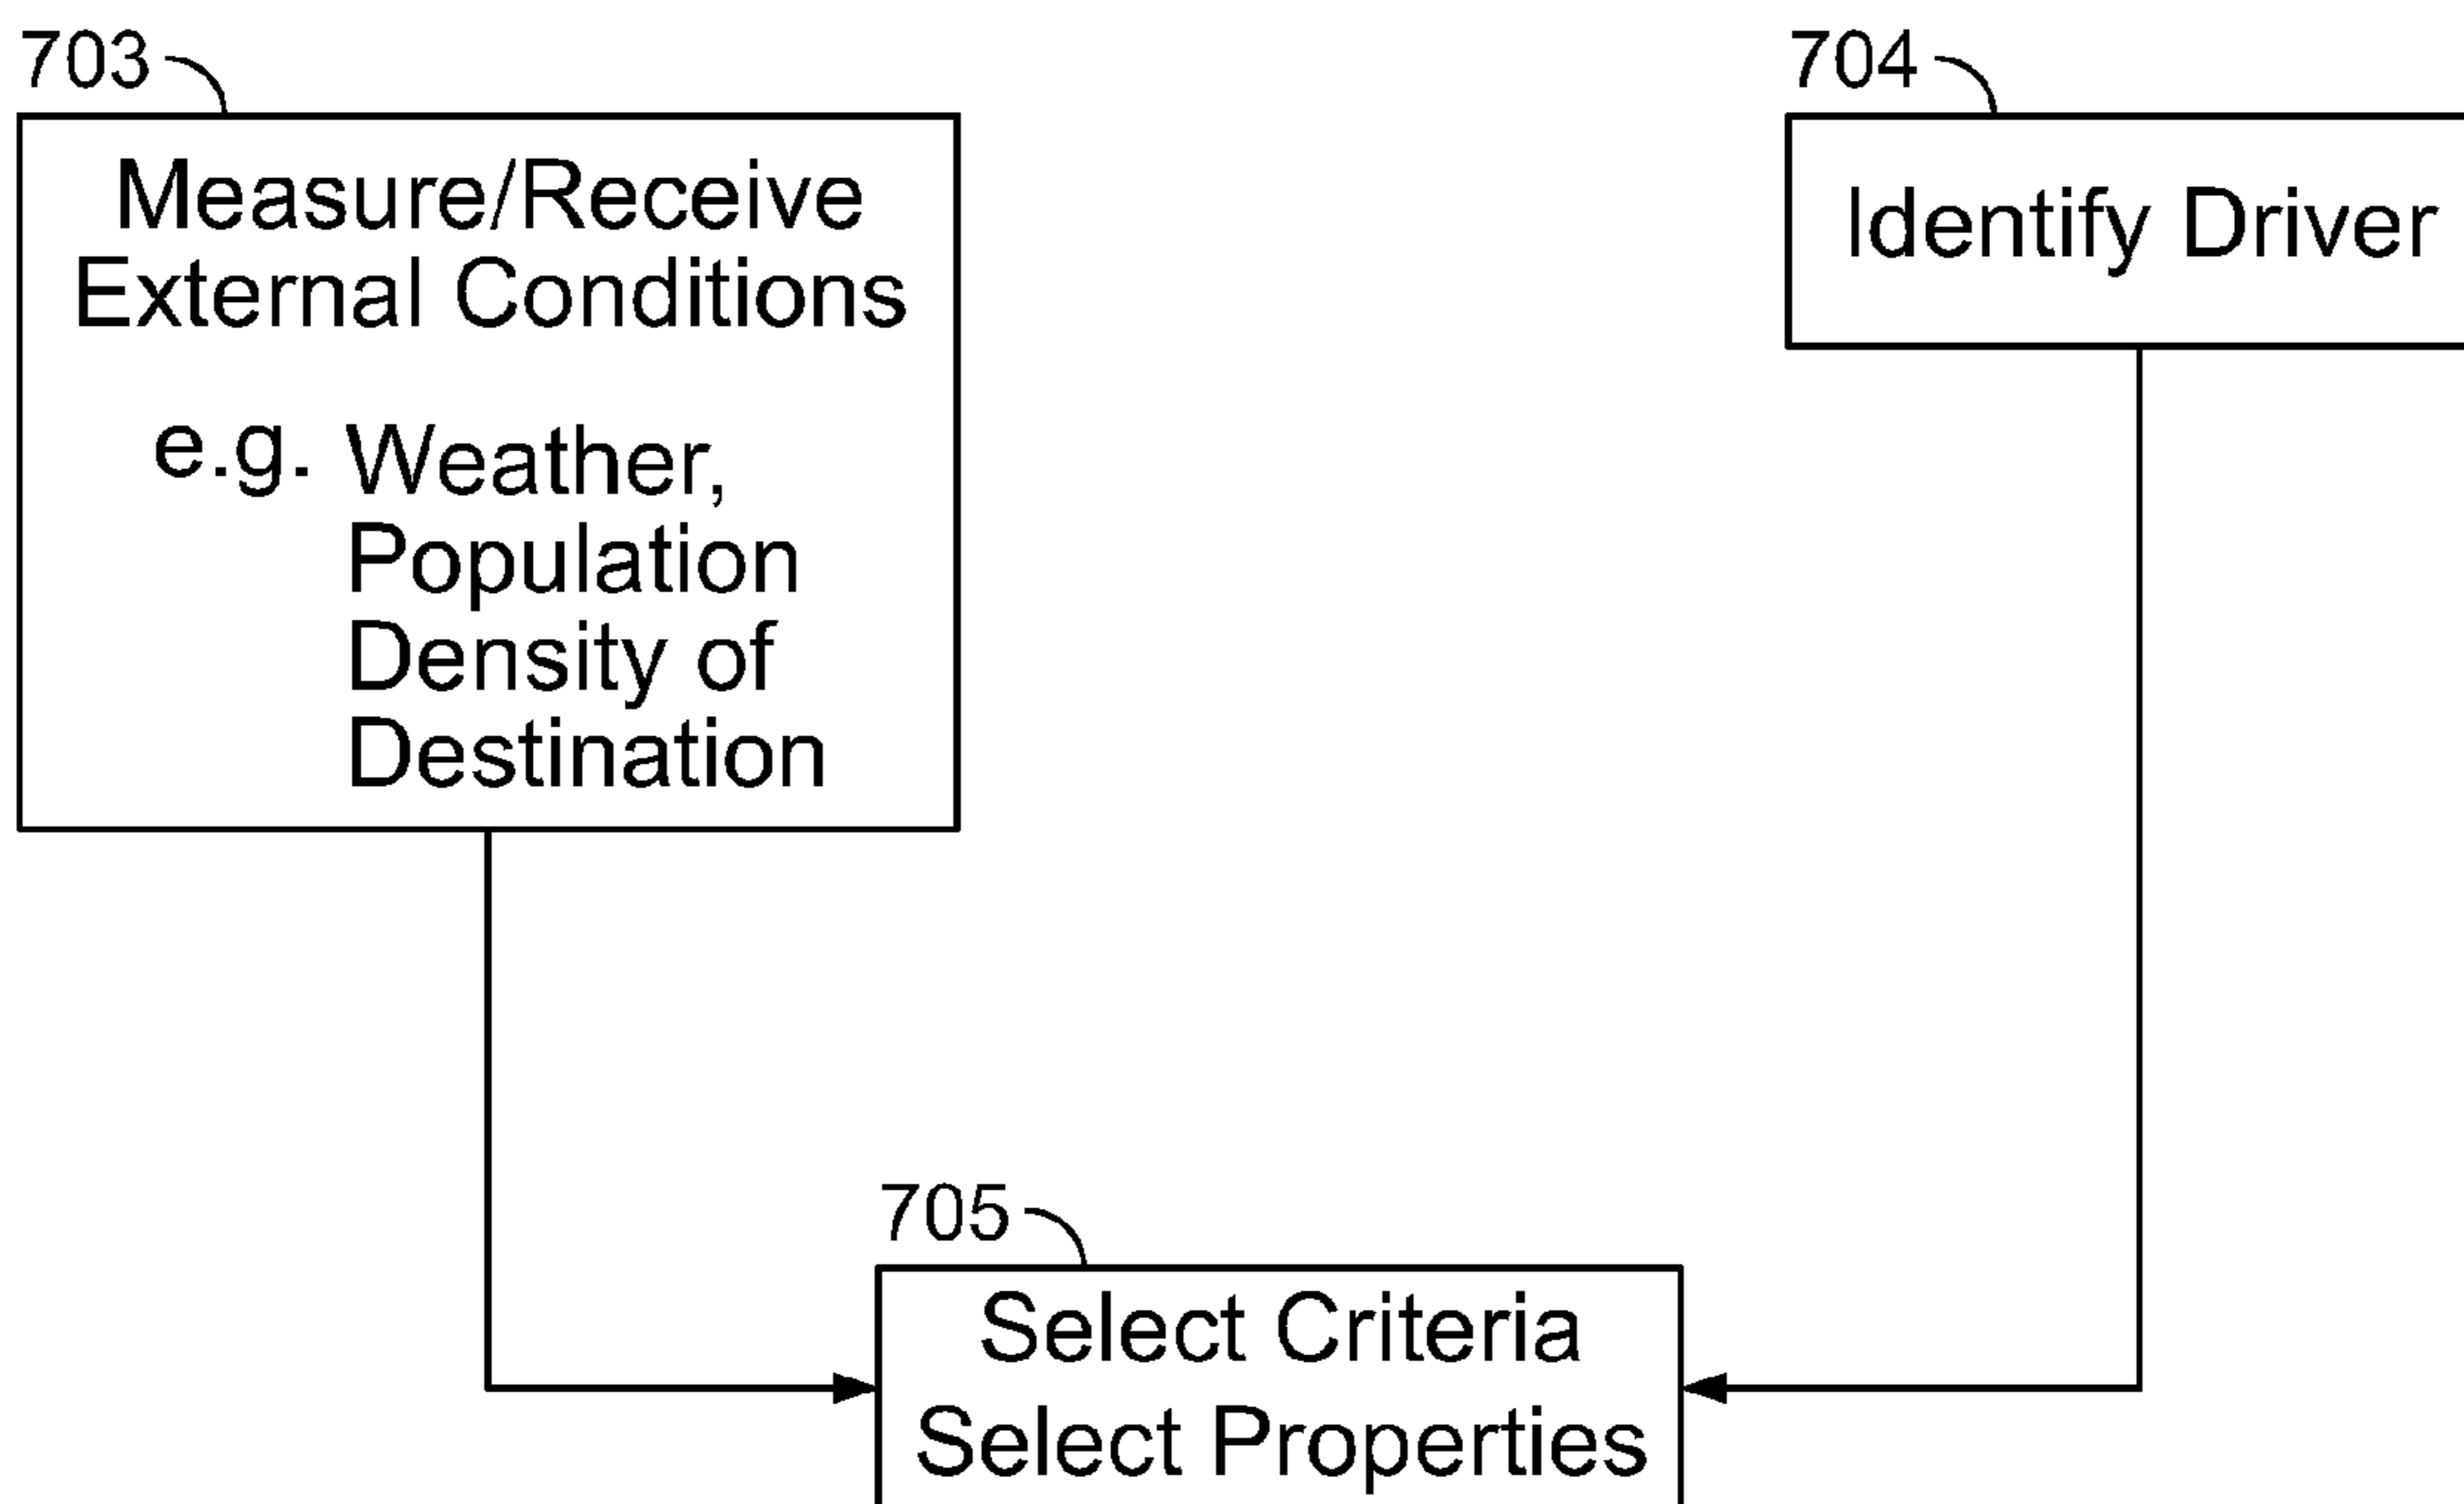 703
Measure/Receive
External Conditions
e.g. Weather,
Population
Density of
Destination
704
Identify Driver
705
Select Criteria
Select Properties